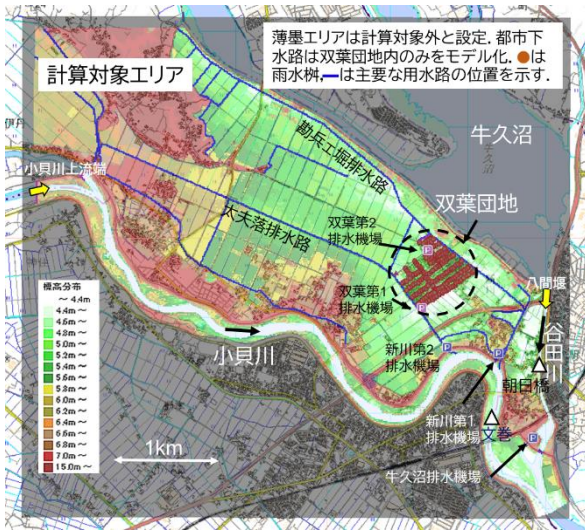 薄墨エリアは計算対象外と設定. 都市下
水路は双葉団地内のみをモデル化. ●は
雨水桝,━は主要な用水路の位置を示す.
計算対象エリア
牛久沼
牛久沼
勘兵エ堀排水路
小貝川上流端
太夫落排水路
双葉団地
双葉第2
排水機場
八間堰
双葉第1
排水機場
谷田川
小貝川
新川第2
排水機場
朝日橋
新川第1
排水機場
文巻
牛久沼排水機場
標高分布
～ 4.4m
4.4m ～
4.6m ～
4.8m ～
5.0m ～
5.2m ～
5.4m ～
5.6m ～
5.8m ～
6.0m ～
6.2m ～
6.4m ～
6.6m ～
6.8m ～
7.0m ～
15.0m ～
1km
P
P
P
P
P